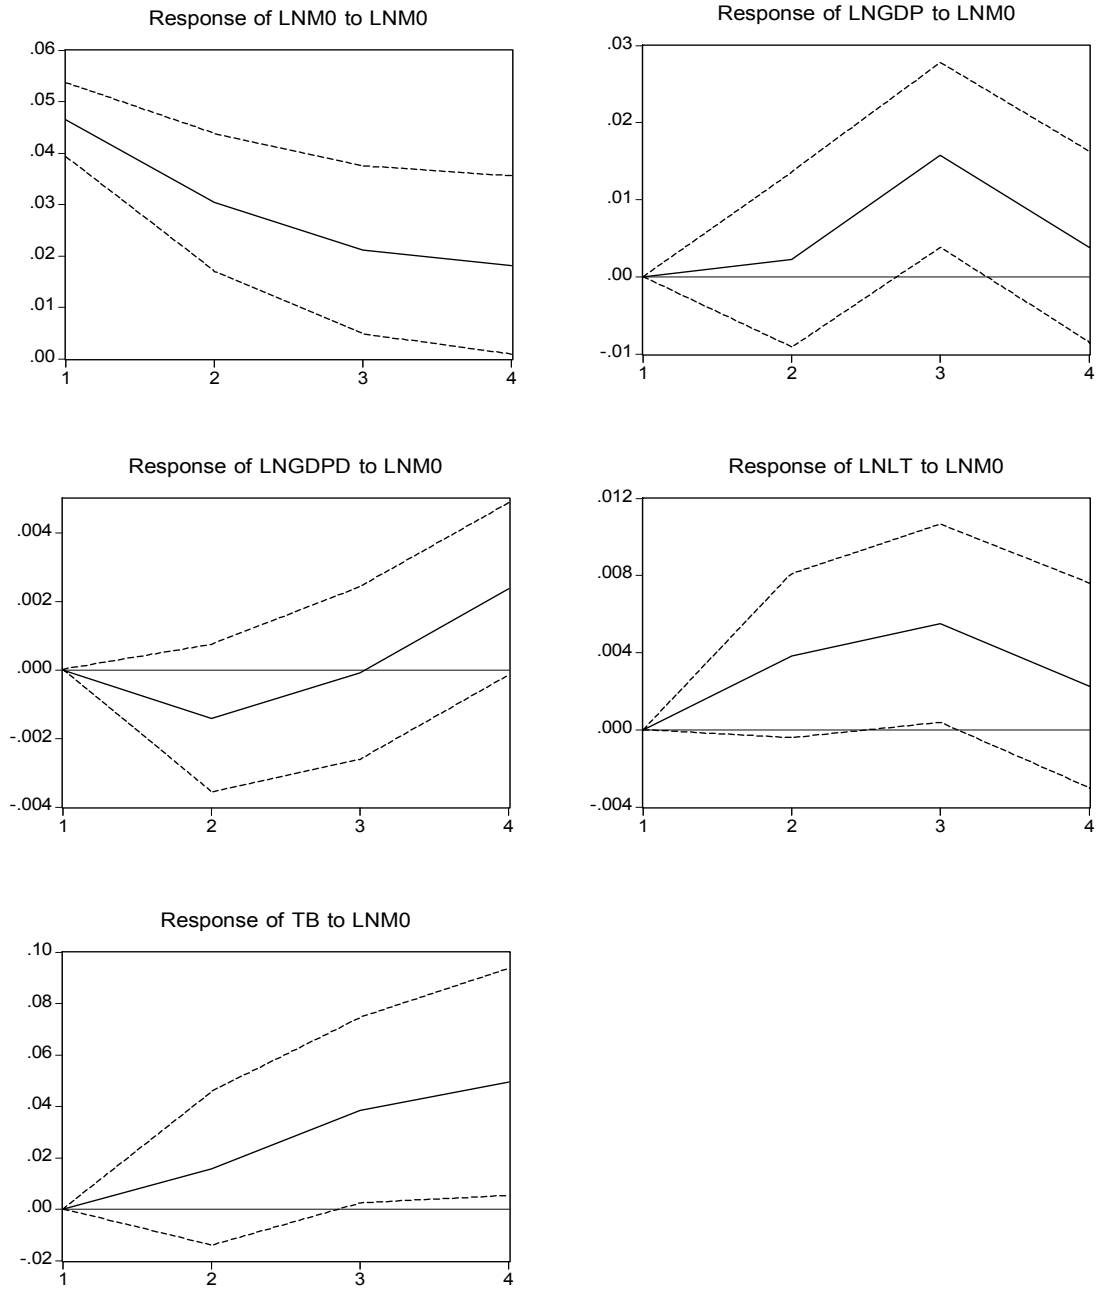 Response of LNM0 to LNM0
.06
.05
.04
.03
.02
.01
.00
1 2 3 4
Response of LNGDP to LNM0
.03
.02
.01
.00
-.01
1 2 3 4
Response of LNGDPD to LNM0
.004
.002
.000
-.002
-.004
1 2 3 4
Response of LNLT to LNM0
.012
.008
.004
.000
-.004
1 2 3 4
Response of TB to LNM0
.10
.08
.06
.04
.02
.00
-.02
1 2 3 4